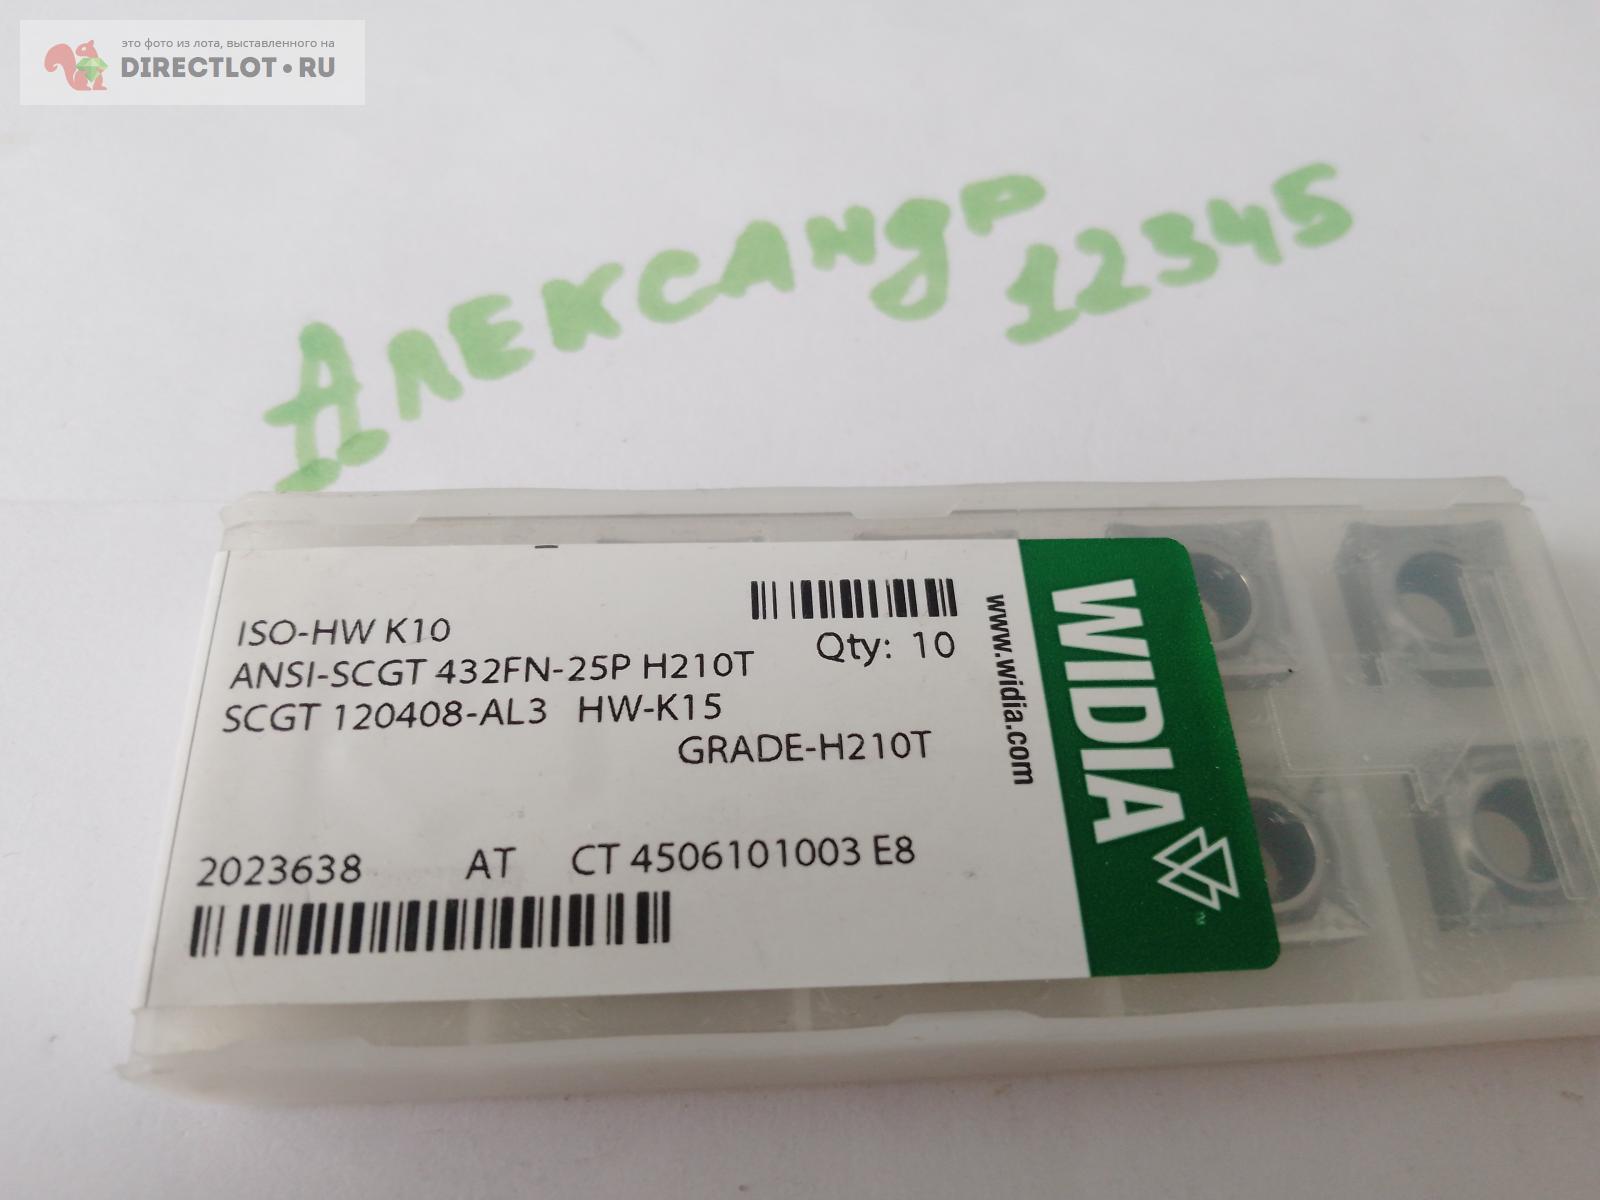 это фото из лота, выставленного на
DIRECTLOT•RU
Александр
12345
ISO-HW K10
ANSI-SCGT 432FN-25P H210T
SCGT 120408-AL3 HW-K15
GRADE-H210T
Qty: 10
2023638 AT CT 4506101003 E8
www.widia.com
WIDIA